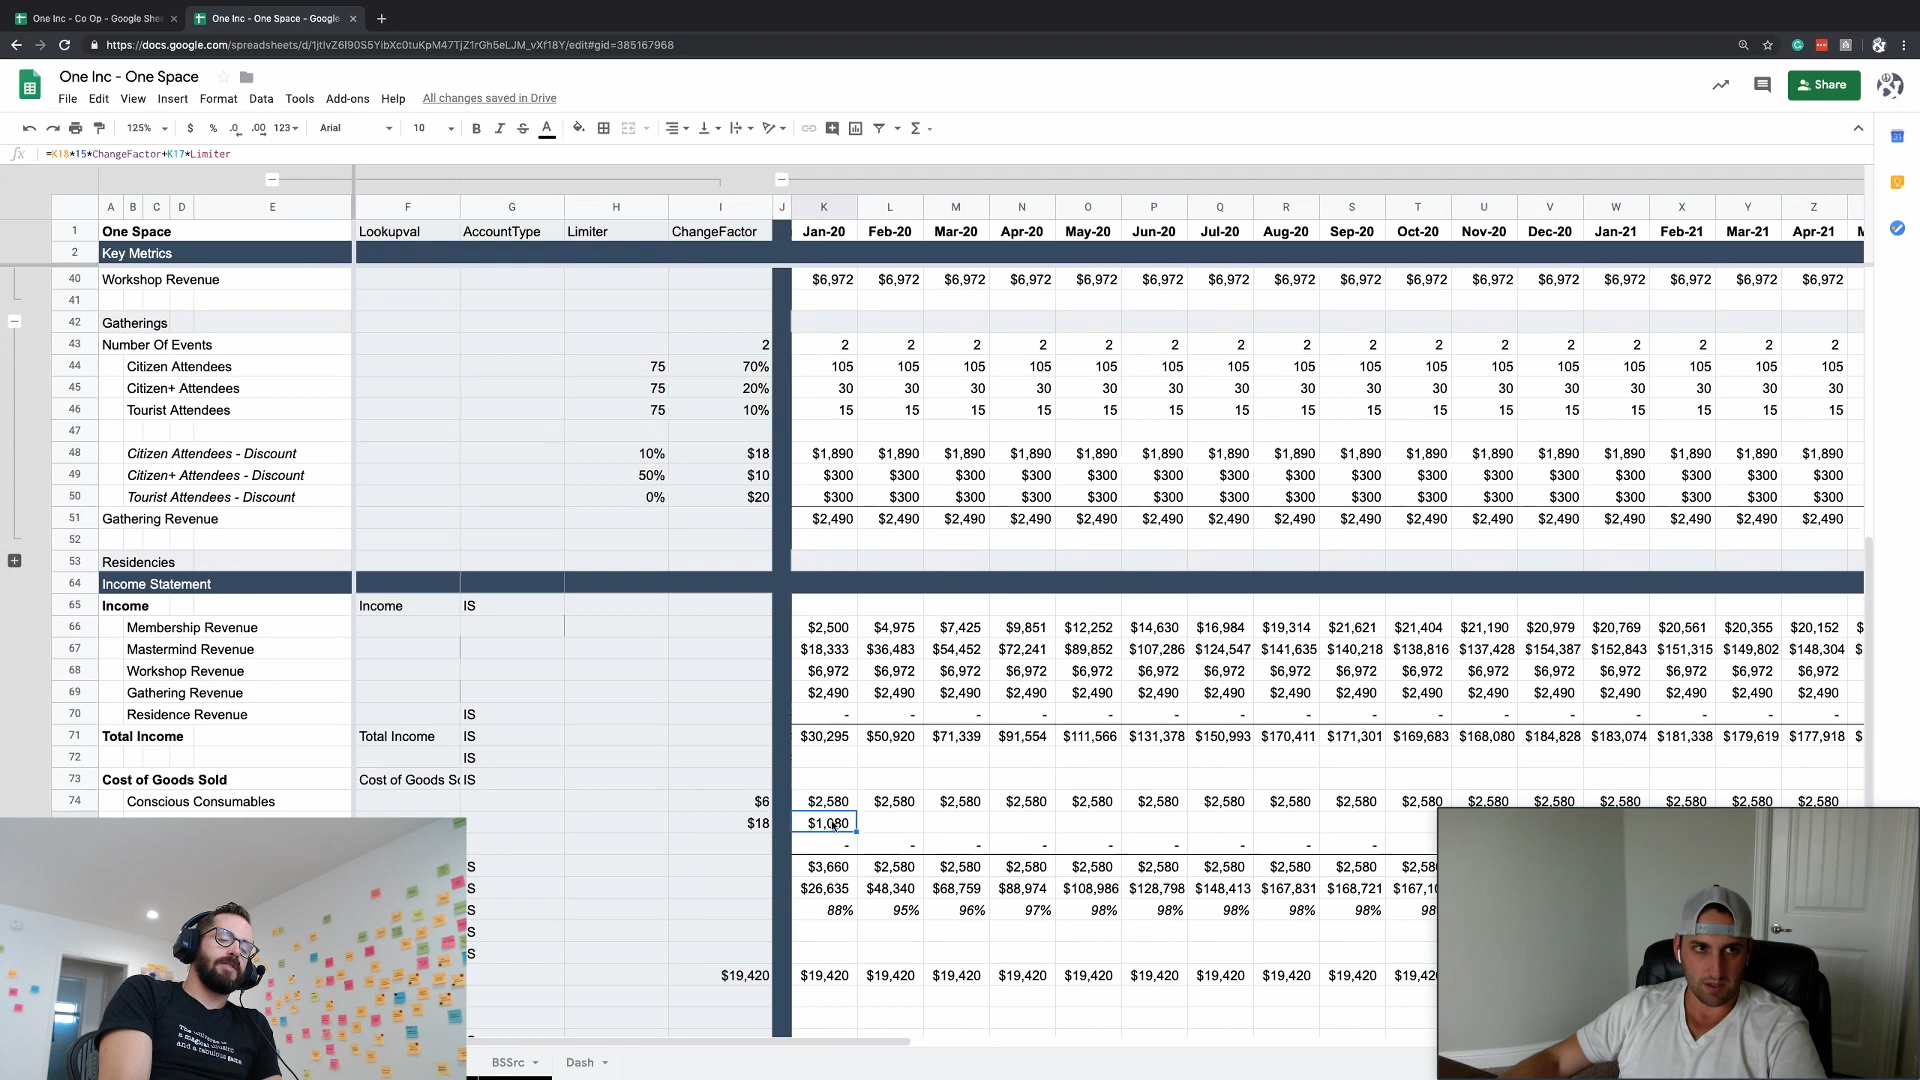 One Inc - Co Op - Google She
One Inc - One Space - Google
https://docs.google.com/spreadsheets/d/1jtIvZ6I90S5YibXc0tuKpM47TjZ1rGh5eLJM_vXf18Y/edit#gid=385167968
One Inc - One Space
File Edit View Insert Format Data Tools Add-ons Help All changes saved in Drive
Share
125% $ % .0 .00 123 Arial 10 B I S A
fx =K18*15*ChangeFactor+K17*Limiter
A B C D E F G H I J K L M N O P Q R S T U V W X Y Z
1 One Space Lookupval AccountType Limiter ChangeFactor Jan-20 Feb-20 Mar-20 Apr-20 May-20 Jun-20 Jul-20 Aug-20 Sep-20 Oct-20 Nov-20 Dec-20 Jan-21 Feb-21 Mar-21 Apr-21 M
2 Key Metrics
40 Workshop Revenue $6,972 $6,972 $6,972 $6,972 $6,972 $6,972 $6,972 $6,972 $6,972 $6,972 $6,972 $6,972 $6,972 $6,972 $6,972 $6,972
41
42 Gatherings
43 Number Of Events 2 2 2 2 2 2 2 2 2 2 2 2 2 2 2 2 2
44 Citizen Attendees 75 70% 105 105 105 105 105 105 105 105 105 105 105 105 105 105 105 105
45 Citizen+ Attendees 75 20% 30 30 30 30 30 30 30 30 30 30 30 30 30 30 30 30
46 Tourist Attendees 75 10% 15 15 15 15 15 15 15 15 15 15 15 15 15 15 15 15
47
48 Citizen Attendees - Discount 10% $18 $1,890 $1,890 $1,890 $1,890 $1,890 $1,890 $1,890 $1,890 $1,890 $1,890 $1,890 $1,890 $1,890 $1,890 $1,890 $1,890
49 Citizen+ Attendees - Discount 50% $10 $300 $300 $300 $300 $300 $300 $300 $300 $300 $300 $300 $300 $300 $300 $300 $300
50 Tourist Attendees - Discount 0% $20 $300 $300 $300 $300 $300 $300 $300 $300 $300 $300 $300 $300 $300 $300 $300 $300
51 Gathering Revenue $2,490 $2,490 $2,490 $2,490 $2,490 $2,490 $2,490 $2,490 $2,490 $2,490 $2,490 $2,490 $2,490 $2,490 $2,490 $2,490
52
53 Residencies
64 Income Statement
65 Income Income IS
66 Membership Revenue $2,500 $4,975 $7,425 $9,851 $12,252 $14,630 $16,984 $19,314 $21,621 $21,404 $21,190 $20,979 $20,769 $20,561 $20,355 $20,152 $
67 Mastermind Revenue $18,333 $36,483 $54,452 $72,241 $89,852 $107,286 $124,547 $141,635 $140,218 $138,816 $137,428 $154,387 $152,843 $151,315 $149,802 $148,304 $
68 Workshop Revenue $6,972 $6,972 $6,972 $6,972 $6,972 $6,972 $6,972 $6,972 $6,972 $6,972 $6,972 $6,972 $6,972 $6,972 $6,972 $6,972
69 Gathering Revenue $2,490 $2,490 $2,490 $2,490 $2,490 $2,490 $2,490 $2,490 $2,490 $2,490 $2,490 $2,490 $2,490 $2,490 $2,490 $2,490
70 Residence Revenue IS - - - - - - - - - - - - - - - -
71 Total Income Total Income IS $30,295 $50,920 $71,339 $91,554 $111,566 $131,378 $150,993 $170,411 $171,301 $169,683 $168,080 $184,828 $183,074 $181,338 $179,619 $177,918 $
72 IS
73 Cost of Goods Sold Cost of Goods So IS
74 Conscious Consumables $6 $2,580 $2,580 $2,580 $2,580 $2,580 $2,580 $2,580 $2,580 $2,580 $2,580 $2,580 $2,580 $2,580 $2,580 $2,580 $2,580
$18 $1,080
- - - - - - - - -
S $3,660 $2,580 $2,580 $2,580 $2,580 $2,580 $2,580 $2,580 $2,580 $2,58
S $26,635 $48,340 $68,759 $88,974 $108,986 $128,798 $148,413 $167,831 $168,721 $167,10
S 88% 95% 96% 97% 98% 98% 98% 98% 98% 98
S
S
$19,420 $19,420 $19,420 $19,420 $19,420 $19,420 $19,420 $19,420 $19,420 $19,420 $19,42
The universe is
a magical illusion
and a fabulous game
BSSrc Dash